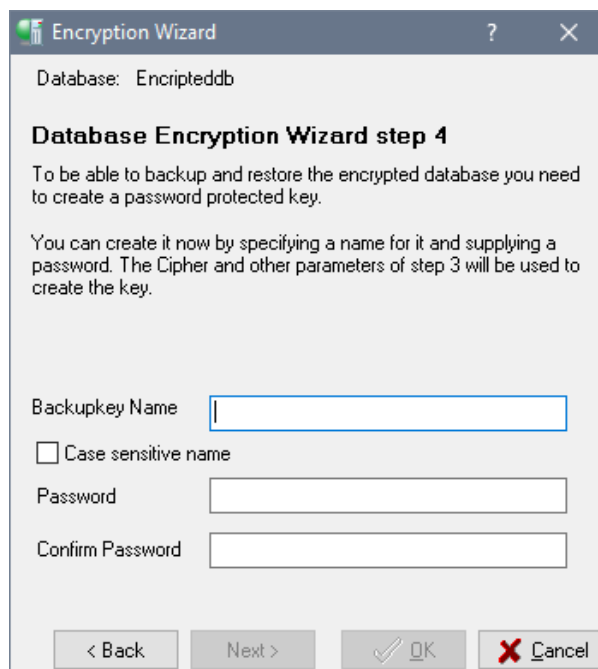 Encryption Wizard ? ×
Database: Encripteddb
Database Encryption Wizard step 4
To be able to backup and restore the encrypted database you need
to create a password protected key.
You can create it now by specifying a name for it and supplying a
password. The Cipher and other parameters of step 3 will be used to
create the key.
Backupkey Name
Case sensitive name
Password
Confirm Password
< Back Next > OK Cancel